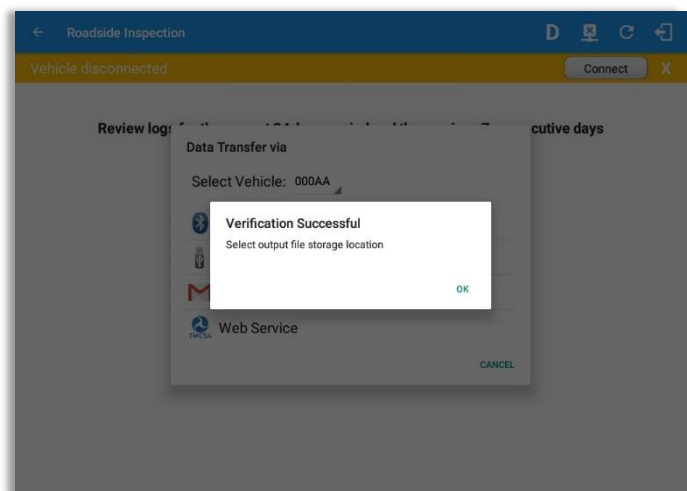 Roadside Inspection
D
Vehicle disconnected
Connect
X
Review logs
cutive days
Data Transfer via
Select Vehicle: 000AA
Verification Successful
Select output file storage location
OK
FMCSA
Web Service
CANCEL